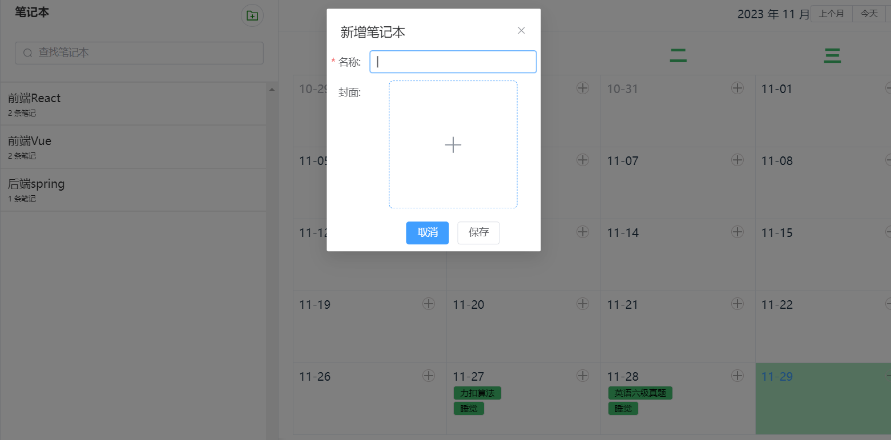 笔记本
查找笔记本
前端React
2 条笔记
前端Vue
2 条笔记
后端spring
1 条笔记
新增笔记本
* 名称:
封面:
取消 保存
2023 年 11 月 上个月 今天
二 三
10-29 10-31 11-01
11-05 11-07 11-08
11-12 11-14 11-15
11-19 11-20 11-21 11-22
11-26 11-27 11-28 11-29
力扣算法 英语六级真题
睡觉 睡觉